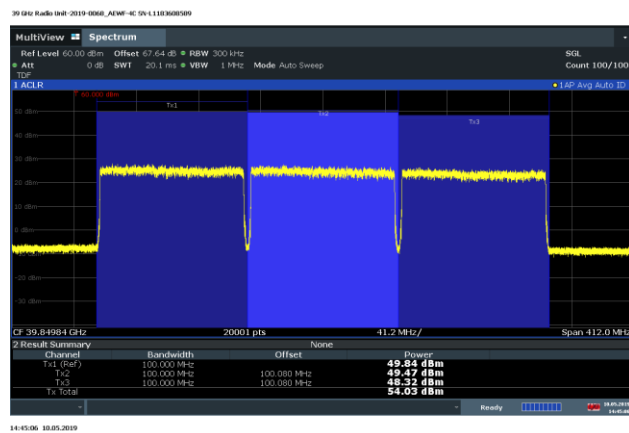 39 GHz Radio Unit-2019-0068_AEWF-4C SN-L1183608509
MultiView Spectrum
Ref Level 60.00 dBm Offset 67.64 dB RBW 300 kHz SGL
Att 0 dB SWT 20.1 ms VBW 1 MHz Mode Auto Sweep Count 100/100
TDF
1 ACLR 1AP Avg Auto ID
60.000 dBm
Tx1
Tx2
Tx3
50 dBm
40 dBm
30 dBm
20 dBm
10 dBm
0 dBm
-20 dBm
-30 dBm
CF 39.84984 GHz 20001 pts 41.2 MHz/ Span 412.0 MHz
2 Result Summary None
Channel Bandwidth Offset Power
Tx1 (Ref) 100.000 MHz 49.84 dBm
Tx2 100.000 MHz 100.080 MHz 49.47 dBm
Tx3 100.000 MHz 100.080 MHz 48.32 dBm
Tx Total 54.03 dBm
Ready 10.05.2019
14:45:06
14:45:06 10.05.2019